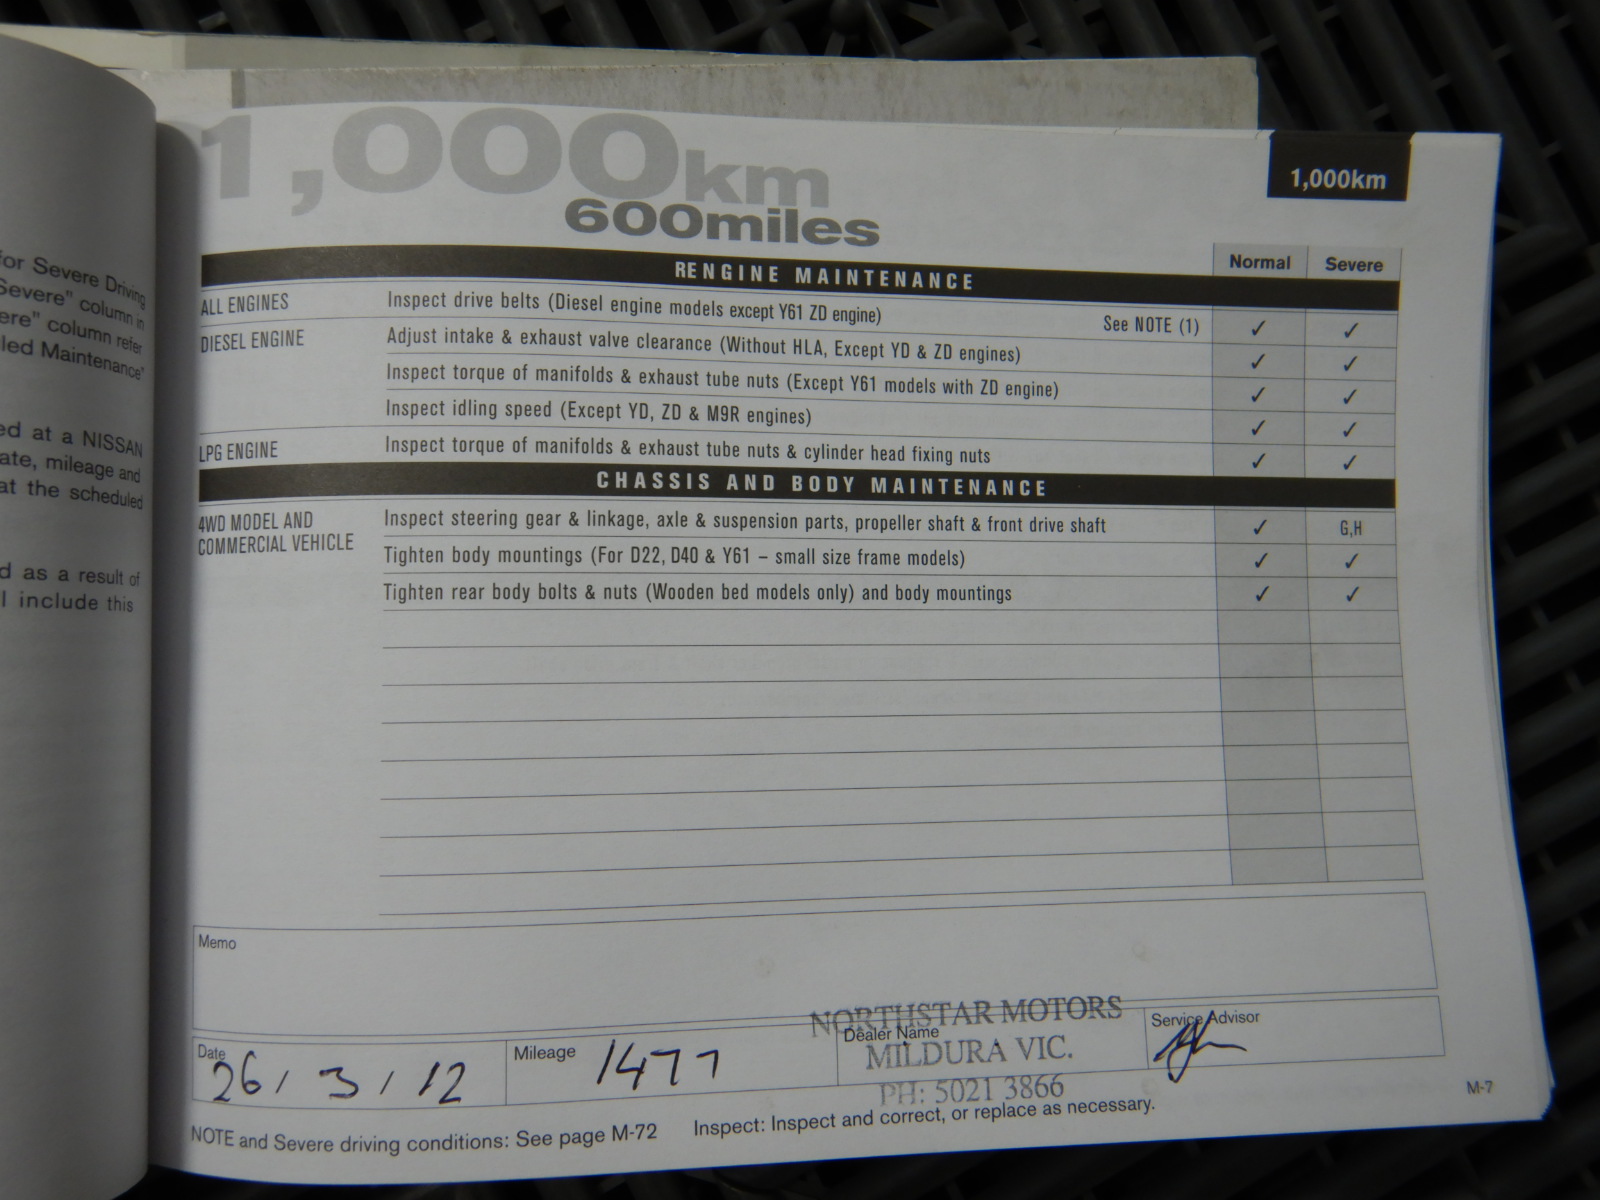 for Severe Driving
Severe" column in
ere" column refer
led Maintenance"
ed at a NISSAN
ate, mileage and
at the scheduled
d as a result of
I include this
1,000km
600miles
1,000km
Normal Severe
RENGINE MAINTENANCE
ALL ENGINES Inspect drive belts (Diesel engine models except Y61 ZD engine) See NOTE (1) ✓ ✓
DIESEL ENGINE Adjust intake & exhaust valve clearance (Without HLA, Except YD & ZD engines) ✓ ✓
Inspect torque of manifolds & exhaust tube nuts (Except Y61 models with ZD engine) ✓ ✓
Inspect idling speed (Except YD, ZD & M9R engines) ✓ ✓
LPG ENGINE Inspect torque of manifolds & exhaust tube nuts & cylinder head fixing nuts ✓ ✓
CHASSIS AND BODY MAINTENANCE
4WD MODEL AND Inspect steering gear & linkage, axle & suspension parts, propeller shaft & front drive shaft ✓ G,H
COMMERCIAL VEHICLE
Tighten body mountings (For D22, D40 & Y61 – small size frame models) ✓ ✓
Tighten rear body bolts & nuts (Wooden bed models only) and body mountings ✓ ✓
Memo
Date 26 / 3 / 12
Mileage 1477
Dealer Name
NORTHSTAR MOTORS
MILDURA VIC.
PH: 5021 3866
Service Advisor
NOTE and Severe driving conditions: See page M-72 Inspect: Inspect and correct, or replace as necessary.
M-7